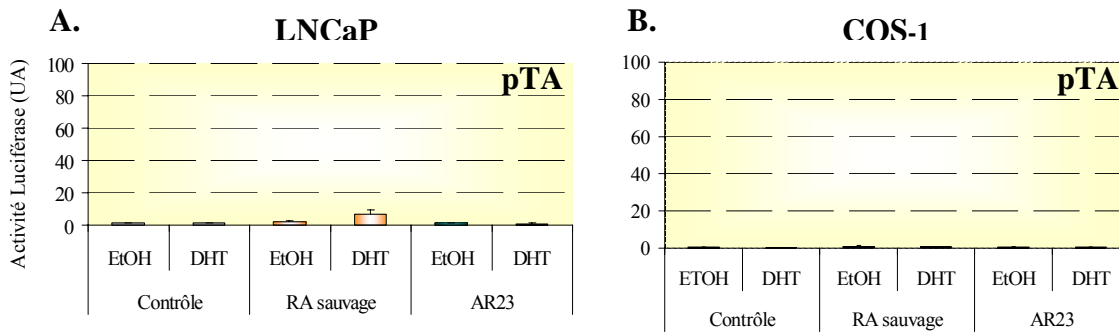 A.
LNCaP
pTA
Activité Luciférase (UA)
100
80
60
40
20
0
EtOH DHT EtOH DHT EtOH DHT
Contrôle RA sauvage AR23
B.
COS-1
pTA
100
80
60
40
20
0
ETOH DHT EtOH DHT EtOH DHT
Contrôle RA sauvage AR23